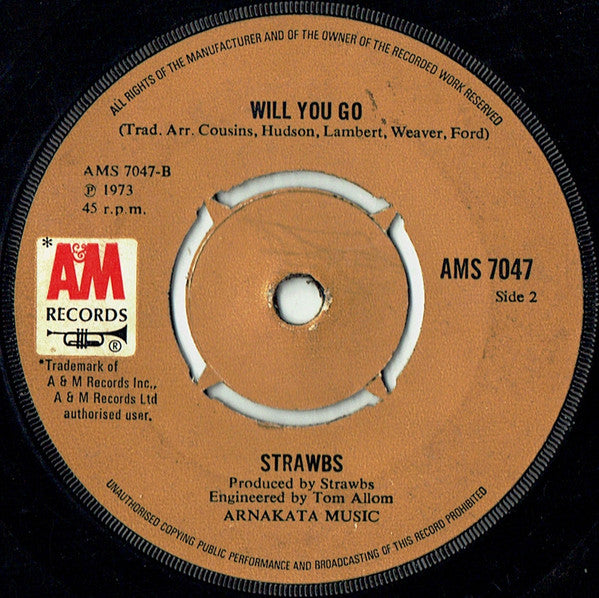 ALL RIGHTS OF THE MANUFACTURER AND OF THE OWNER OF THE RECORDED WORK RESERVED
WILL YOU GO
(Trad. Arr. Cousins, Hudson, Lambert, Weaver, Ford)
AMS 7047-B
℗ 1973
45 r.p.m.
AMS 7047
Side 2
*
A&M
RECORDS
®
*Trademark of
A & M Records Inc.,
A & M Records Ltd
authorised user.
STRAWBS
Produced by Strawbs
Engineered by Tom Allom
ARNAKATA MUSIC
UNAUTHORISED COPYING PUBLIC PERFORMANCE AND BROADCASTING OF THIS RECORD PROHIBITED